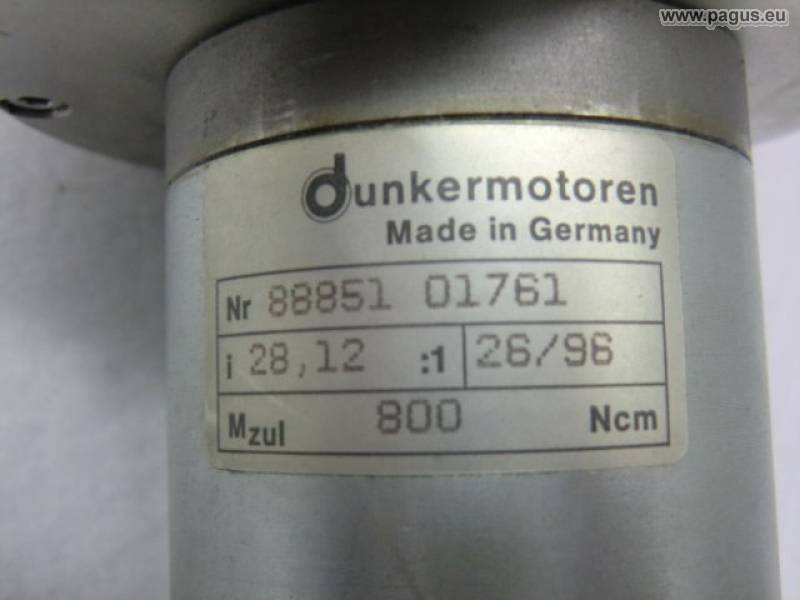 www.pagus.eu
dunkermotoren
Made in Germany
Nr 88851 01761
i 28,12 :1 26/96
Mzul 800 Ncm